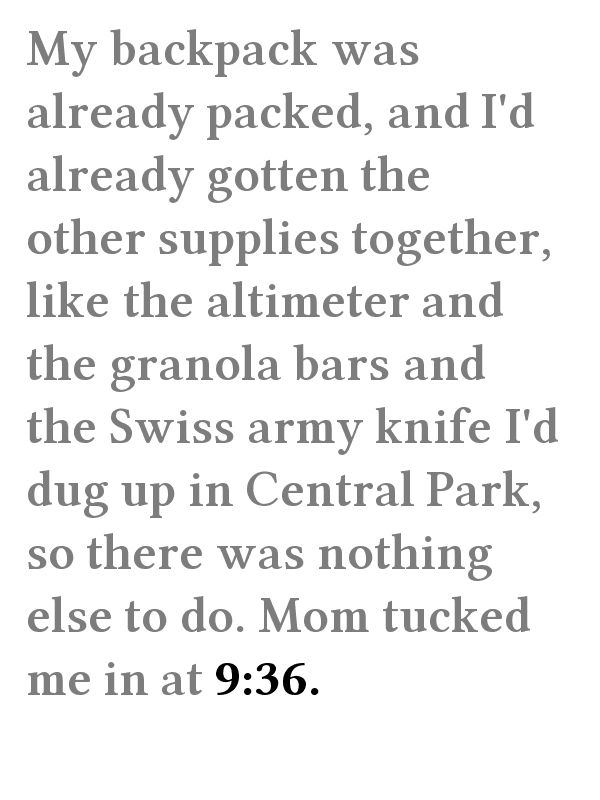 My backpack was
already packed, and I'd
already gotten the
other supplies together,
like the altimeter and
the granola bars and
the Swiss army knife I'd
dug up in Central Park,
so there was nothing
else to do. Mom tucked
me in at 9:36.